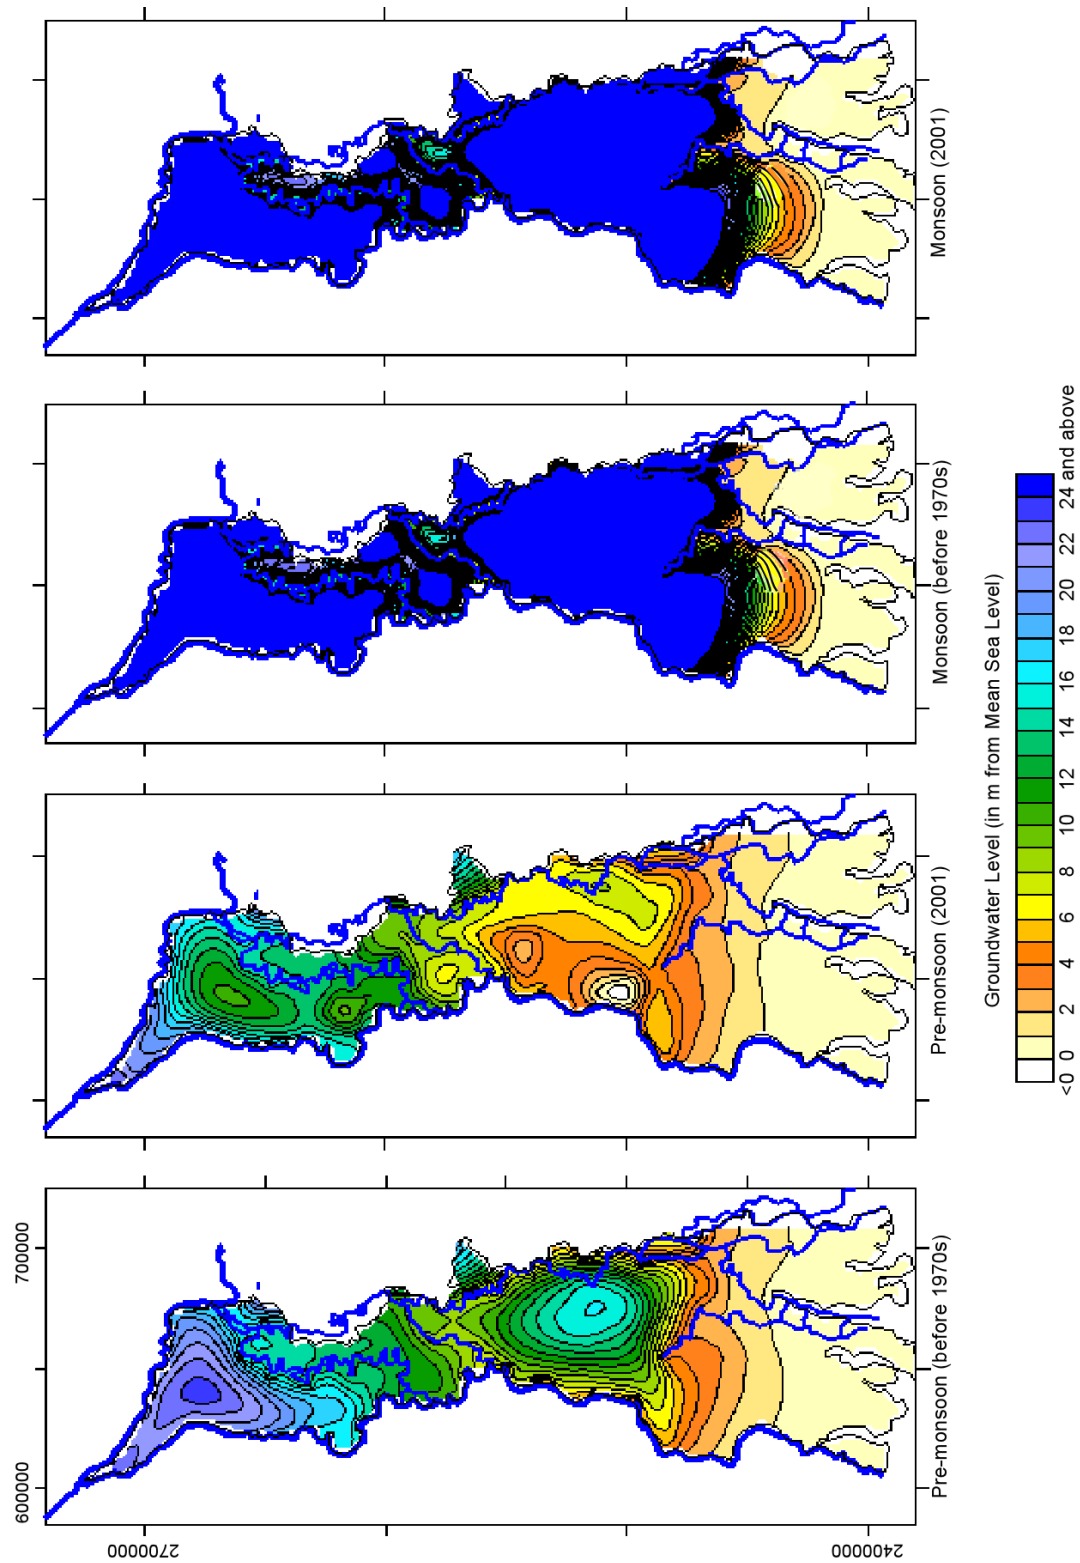 Monsoon (2001)
Monsoon (before 1970s)
Pre-monsoon (2001)
Pre-monsoon (before 1970s)
700000
600000
2700000
2400000
Groundwater Level (in m from Mean Sea Level)
<0 0 2 4 6 8 10 12 14 16 18 20 22 24 and above